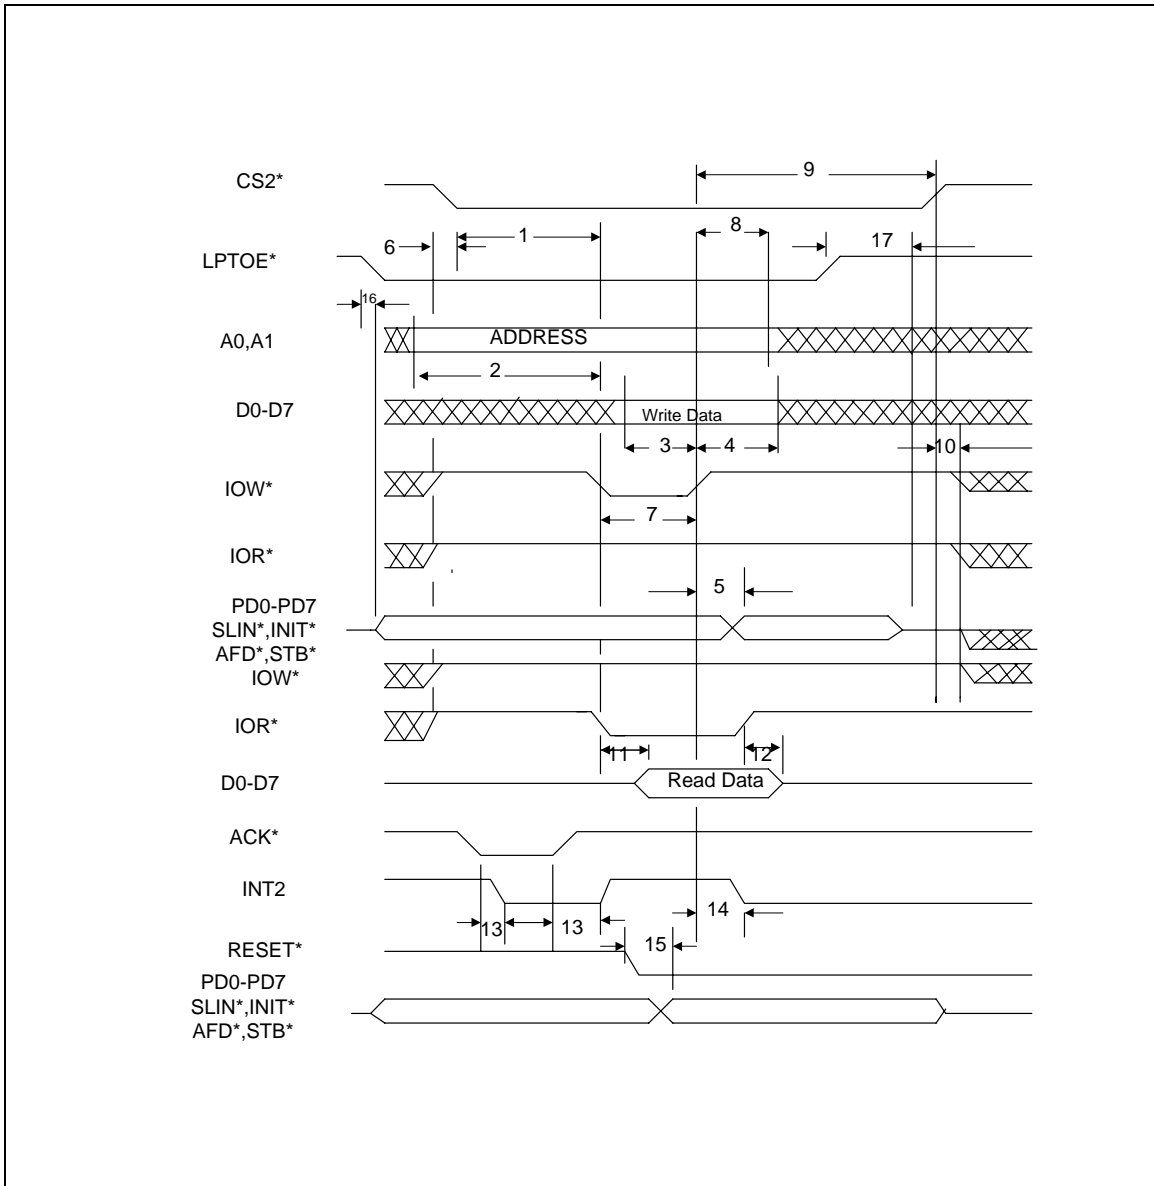 9
CS2*
1
8
6
17
LPTOE*
16
ADDRESS
A0,A1
2
D0-D7
Write Data
3
4
10
IOW*
7
IOR*
5
PD0-PD7
SLIN*,INIT*
AFD*,STB*
IOW*
IOR*
11
12
D0-D7
Read Data
ACK*
INT2
14
13
13
RESET*
15
PD0-PD7
SLIN*,INIT*
AFD*,STB*